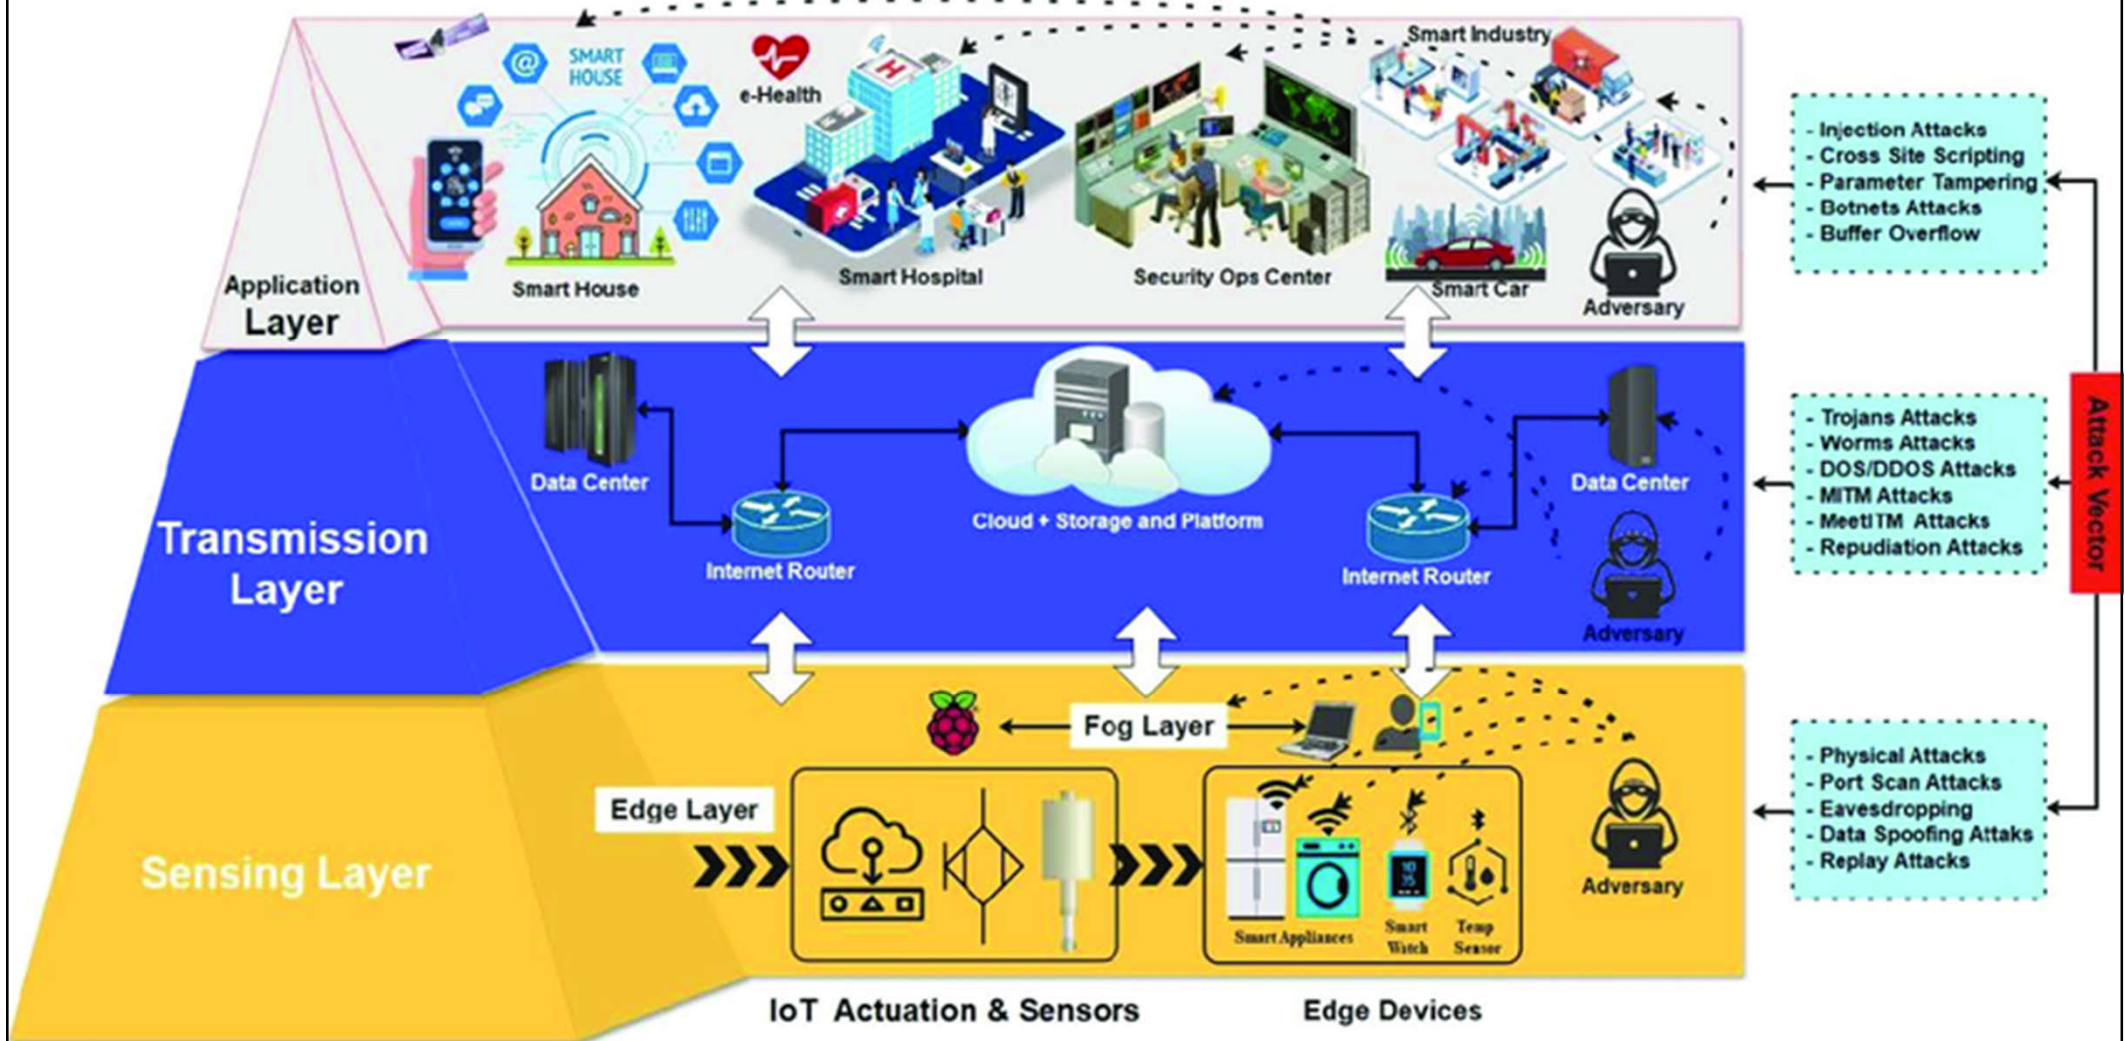 SMART
HOUSE
@
e-Health
H
Smart Industry
Application
Layer
Smart House
Smart Hospital
Security Ops Center
Smart Car
Adversary
- Injection Attacks
- Cross Site Scripting
- Parameter Tampering
- Botnets Attacks
- Buffer Overflow
Transmission
Layer
Data Center
Internet Router
Cloud + Storage and Platform
Internet Router
Data Center
Adversary
- Trojans Attacks
- Worms Attacks
- DOS/DDOS Attacks
- MITM Attacks
- MeetITM Attacks
- Repudiation Attacks
Attack Vector
Sensing Layer
Edge Layer
Fog Layer
Smart Appliances
Smart
Watch
Temp
Sensor
Adversary
- Physical Attacks
- Port Scan Attacks
- Eavesdropping
- Data Spoofing Attaks
- Replay Attacks
IoT Actuation & Sensors
Edge Devices